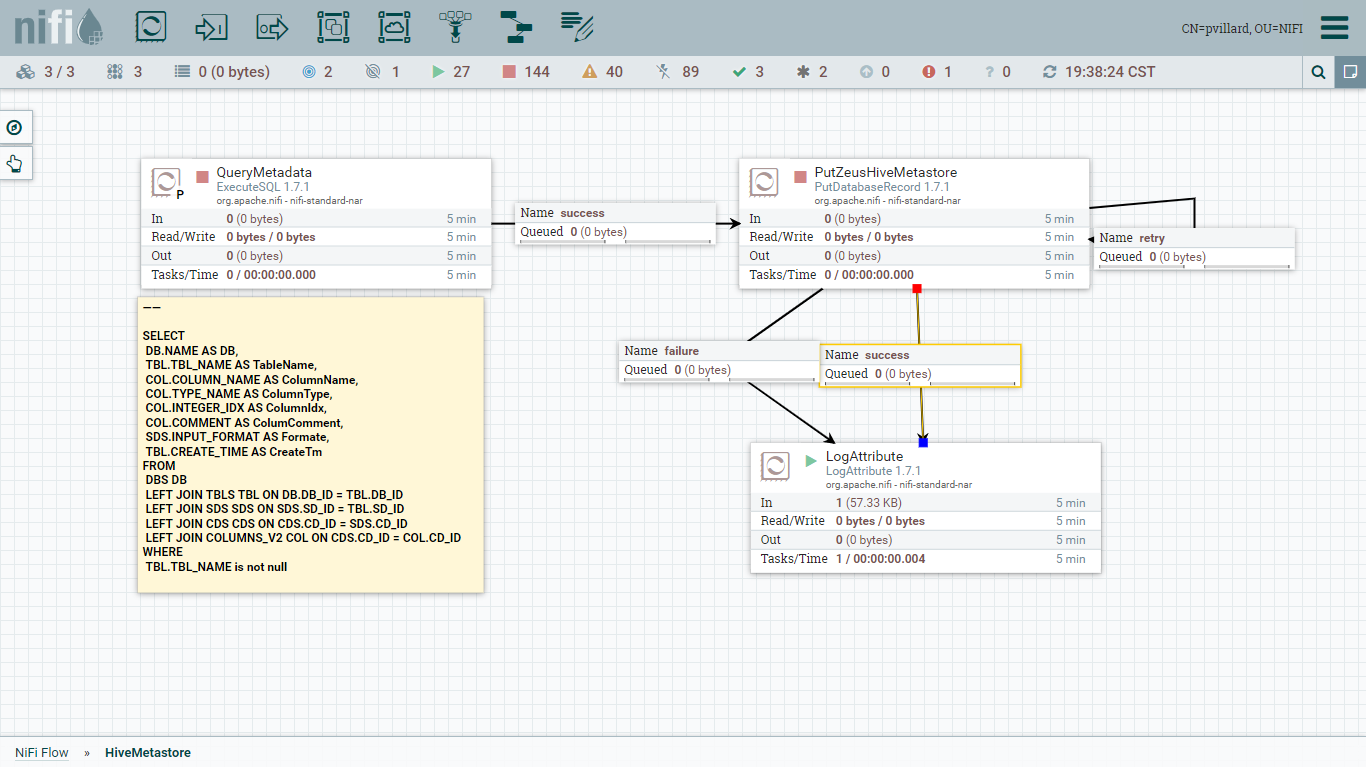 nifi
CN=pvillard, OU=NIFI
3 / 3 3 0 (0 bytes) 2 1 27 144 40 89 3 2 0 1 ? 0 19:38:24 CST
QueryMetadata
ExecuteSQL 1.7.1
org.apache.nifi - nifi-standard-nar
P
In 0 (0 bytes) 5 min
Read/Write 0 bytes / 0 bytes 5 min
Out 0 (0 bytes) 5 min
Tasks/Time 0 / 00:00:00.000 5 min
Name success
Queued 0 (0 bytes)
PutZeusHiveMetastore
PutDatabaseRecord 1.7.1
org.apache.nifi - nifi-standard-nar
In 0 (0 bytes) 5 min
Read/Write 0 bytes / 0 bytes 5 min
Out 0 (0 bytes) 5 min
Tasks/Time 0 / 00:00:00.000 5 min
Name retry
Queued 0 (0 bytes)
——
SELECT
DB.NAME AS DB,
TBL.TBL_NAME AS TableName,
COL.COLUMN_NAME AS ColumnName,
COL.TYPE_NAME AS ColumnType,
COL.INTEGER_IDX AS ColumnIdx,
COL.COMMENT AS ColumComment,
SDS.INPUT_FORMAT AS Formate,
TBL.CREATE_TIME AS CreateTm
FROM
DBS DB
LEFT JOIN TBLS TBL ON DB.DB_ID = TBL.DB_ID
LEFT JOIN SDS SDS ON SDS.SD_ID = TBL.SD_ID
LEFT JOIN CDS CDS ON CDS.CD_ID = SDS.CD_ID
LEFT JOIN COLUMNS_V2 COL ON CDS.CD_ID = COL.CD_ID
WHERE
TBL.TBL_NAME is not null
Name failure
Queued 0 (0 bytes)
Name success
Queued 0 (0 bytes)
LogAttribute
LogAttribute 1.7.1
org.apache.nifi - nifi-standard-nar
In 1 (57.33 KB) 5 min
Read/Write 0 bytes / 0 bytes 5 min
Out 0 (0 bytes) 5 min
Tasks/Time 1 / 00:00:00.004 5 min
NiFi Flow » HiveMetastore